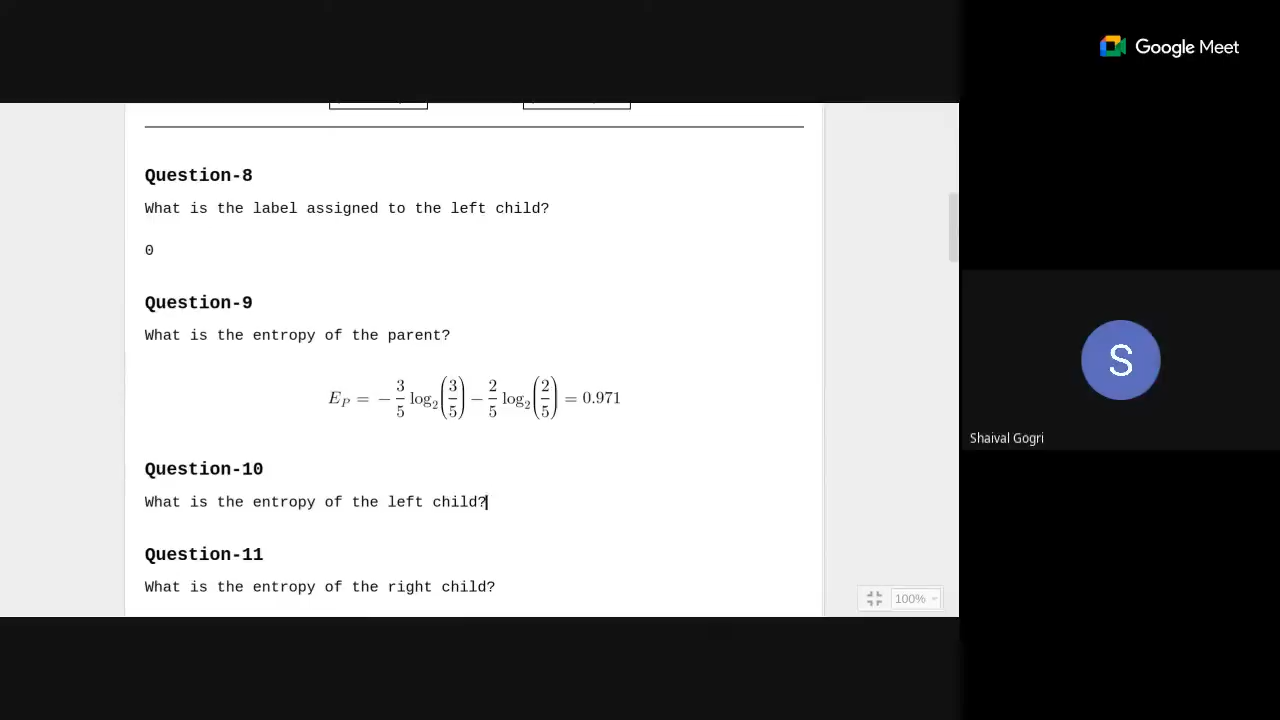 Google Meet
Question-8
What is the label assigned to the left child?
0
Question-9
What is the entropy of the parent?
E_P = − 3/5 log₂(3/5) − 2/5 log₂(2/5) = 0.971
Question-10
What is the entropy of the left child?
Question-11
What is the entropy of the right child?
100%
S
Shaival Gogri